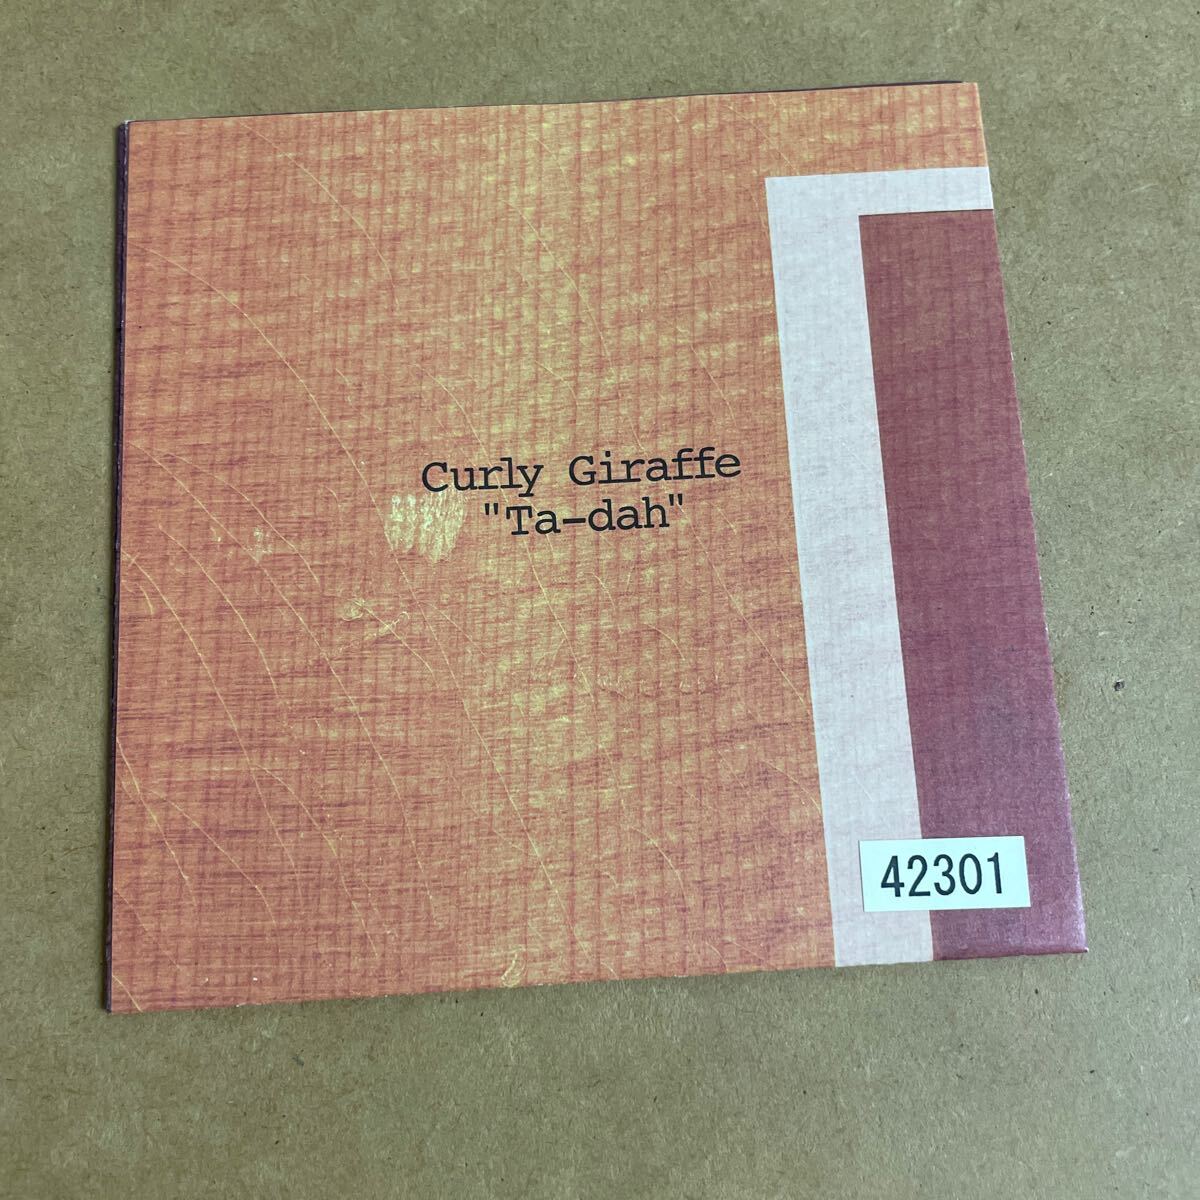 Curly Giraffe
"Ta-dah"
42301